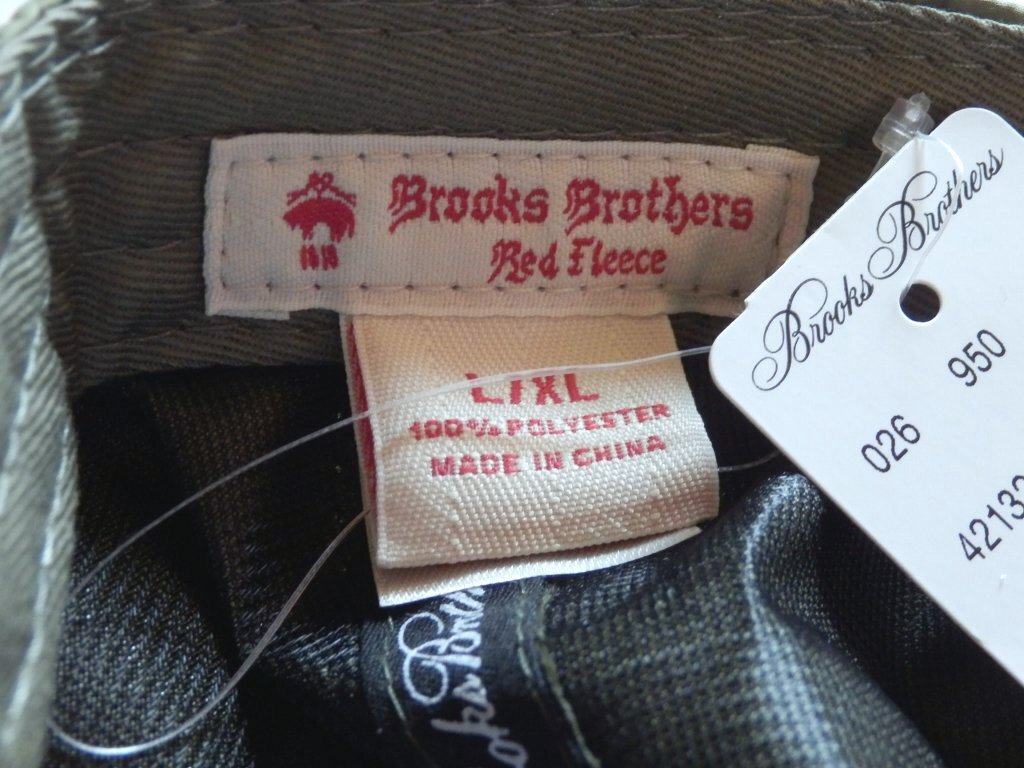 Brooks Brothers
Red Fleece
L/XL
100% POLYESTER
MADE IN CHINA
Brooks Brothers
950
026